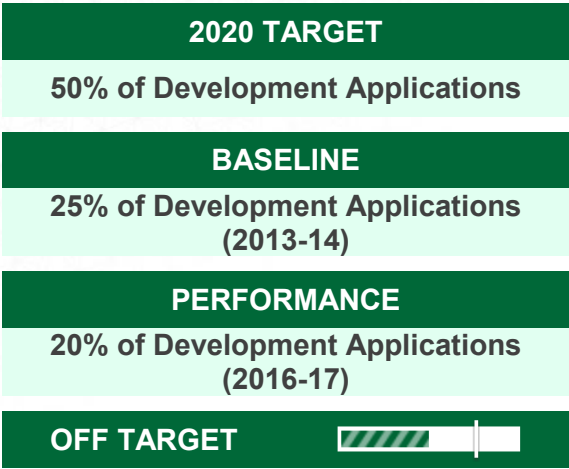 2020 TARGET
50% of Development Applications
BASELINE
25% of Development Applications
(2013-14)
PERFORMANCE
20% of Development Applications
(2016-17)
OFF TARGET